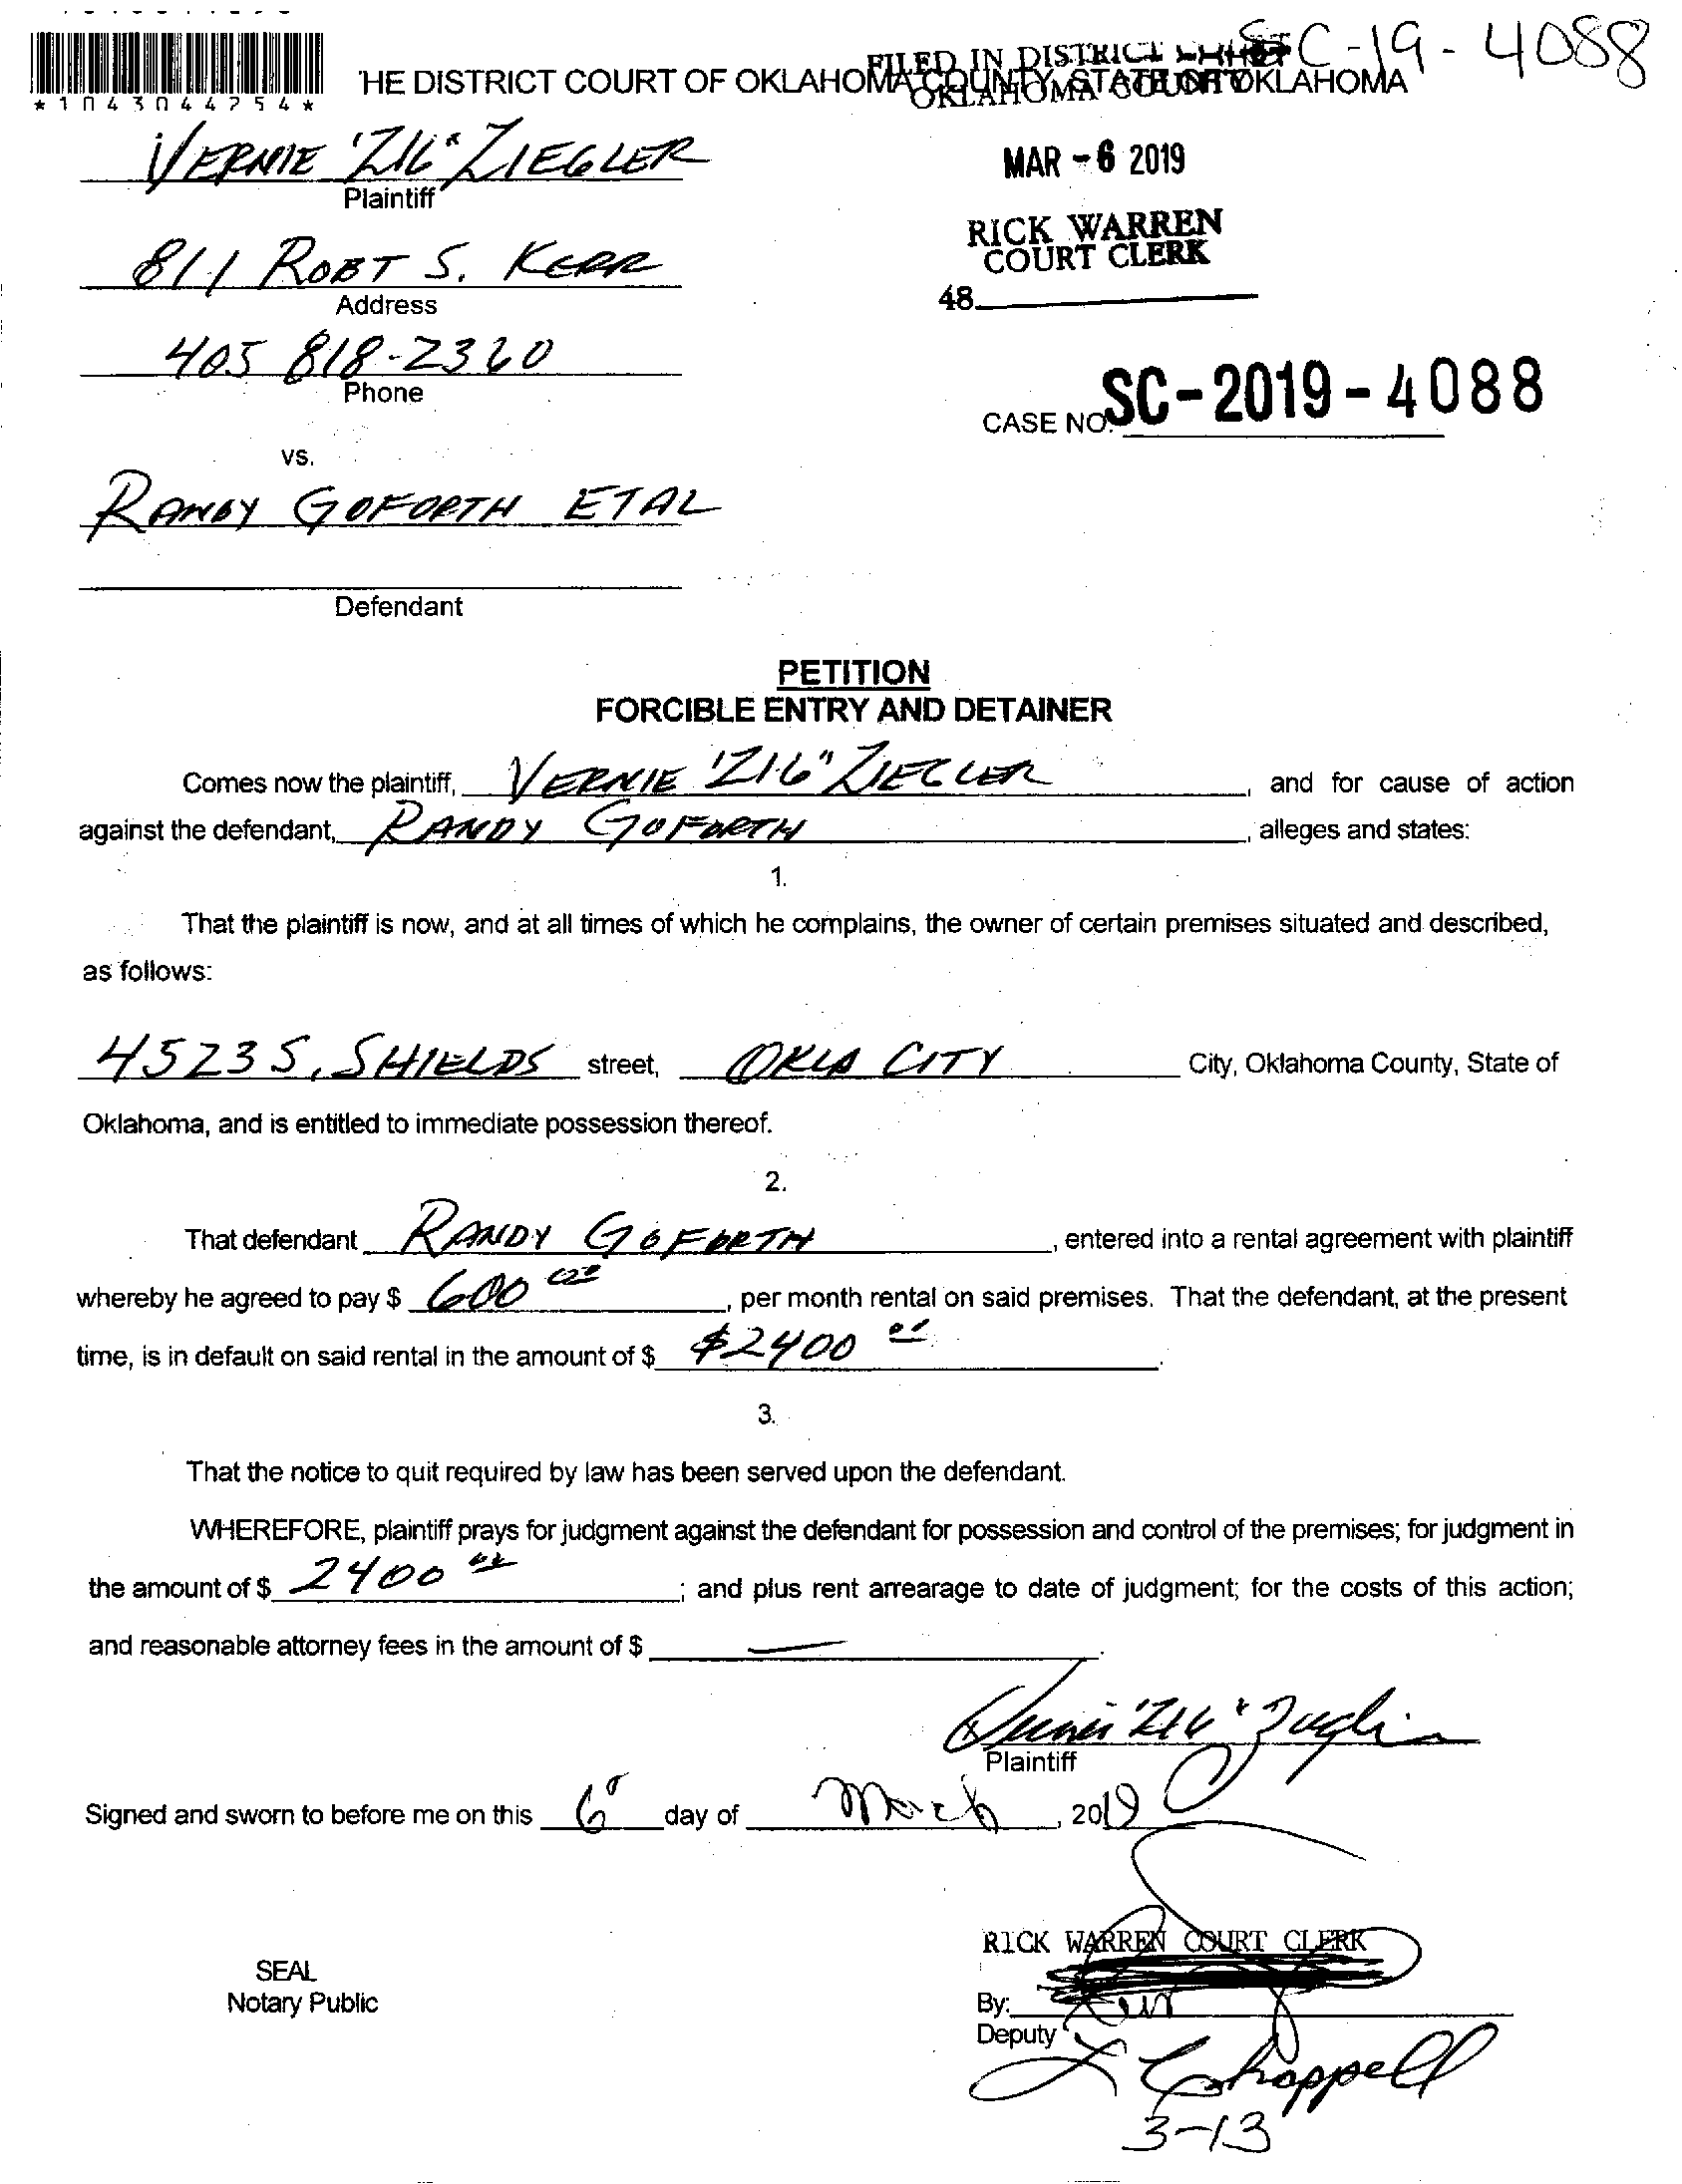 SC-19-4088
*1043044254*
'HE DISTRICT COURT OF OKLAHOMA COUNTY, STATE OF OKLAHOMA
FILED IN DISTRICT
OKLAHOMA COUNTY
VERNIE "ZIG" ZIEGLER
Plaintiff
MAR -6 2019
811 ROBT S. KERR
Address
RICK WARREN
COURT CLERK
48
405 818-2360
Phone
CASE NO. SC-2019-4088
vs.
RANDY GOFORTH ETAL
Defendant
PETITION
FORCIBLE ENTRY AND DETAINER
Comes now the plaintiff, VERNIE "ZIG" ZIEGLER, and for cause of action
against the defendant, RANDY GOFORTH, alleges and states:
1.
That the plaintiff is now, and at all times of which he complains, the owner of certain premises situated and described,
as follows:
4523 S, SHIELDS street, OKLA CITY City, Oklahoma County, State of
Oklahoma, and is entitled to immediate possession thereof.
2.
That defendant RANDY GOFORTH, entered into a rental agreement with plaintiff
whereby he agreed to pay $ 600 00, per month rental on said premises. That the defendant, at the present
time, is in default on said rental in the amount of $ $2400 00.
3.
That the notice to quit required by law has been served upon the defendant.
WHEREFORE, plaintiff prays for judgment against the defendant for possession and control of the premises; for judgment in
the amount of $ 2400 00; and plus rent arrearage to date of judgment; for the costs of this action;
and reasonable attorney fees in the amount of $ —.
Vernie "ZIG" Ziegler
Plaintiff
Signed and sworn to before me on this 6 day of March, 2019
RICK WARREN COURT CLERK
SEAL
Notary Public
By:
Deputy
L Chappell
3-13